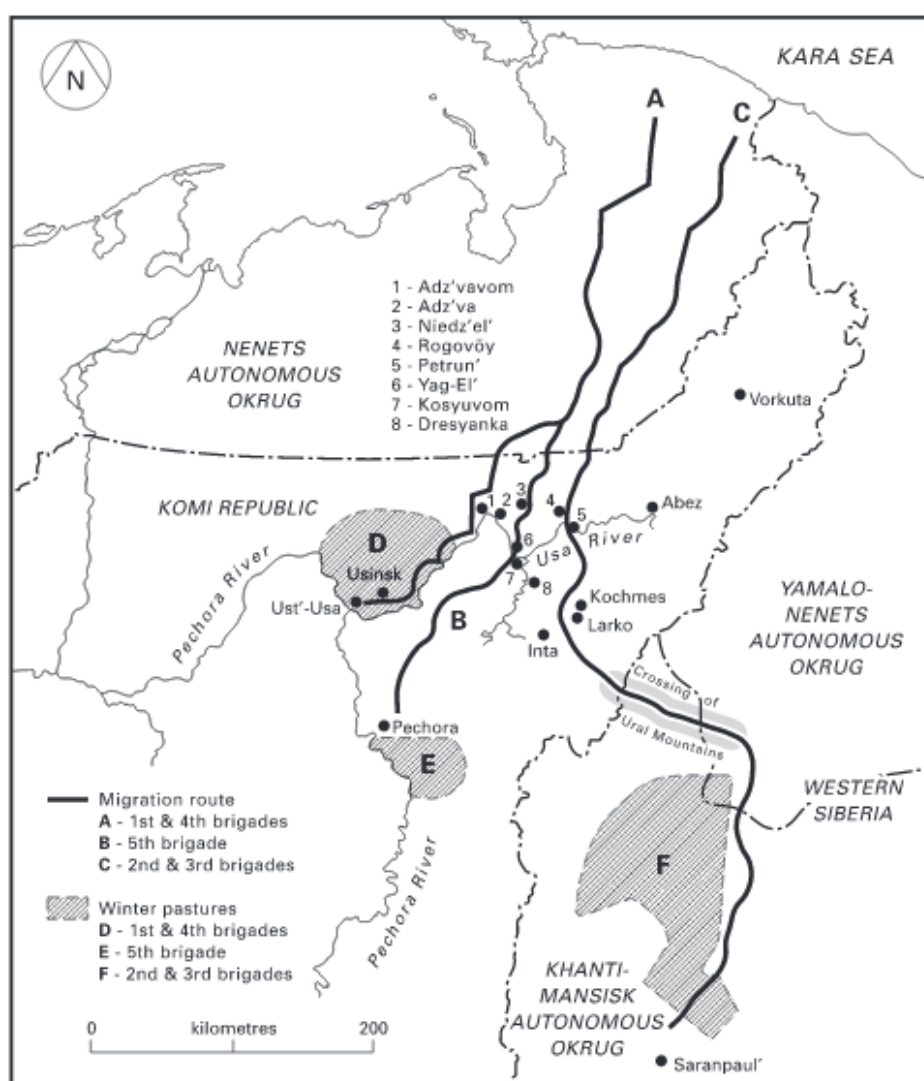 KARA SEA
N
A
C
1 - Adz'vavom
2 - Adz'va
3 - Niedz'el'
4 - Rogovöy
5 - Petrun'
6 - Yag-El'
7 - Kosyuvom
8 - Dresyanka
NENETS
AUTONOMOUS
OKRUG
Vorkuta
KOMI REPUBLIC
1
2
3
4
5
Abez
6
Usa River
7
8
D
Usinsk
Ust'-Usa
Pechora River
B
Kochmes
Larko
Inta
YAMALO-
NENETS
AUTONOMOUS
OKRUG
Crossing of
Ural Mountains
Pechora
E
WESTERN
SIBERIA
F
Migration route
A - 1st & 4th brigades
B - 5th brigade
C - 2nd & 3rd brigades
Winter pastures
D - 1st & 4th brigades
E - 5th brigade
F - 2nd & 3rd brigades
Pechora River
KHANTI-
MANSISK
AUTONOMOUS
OKRUG
0 kilometres 200
Saranpaul'